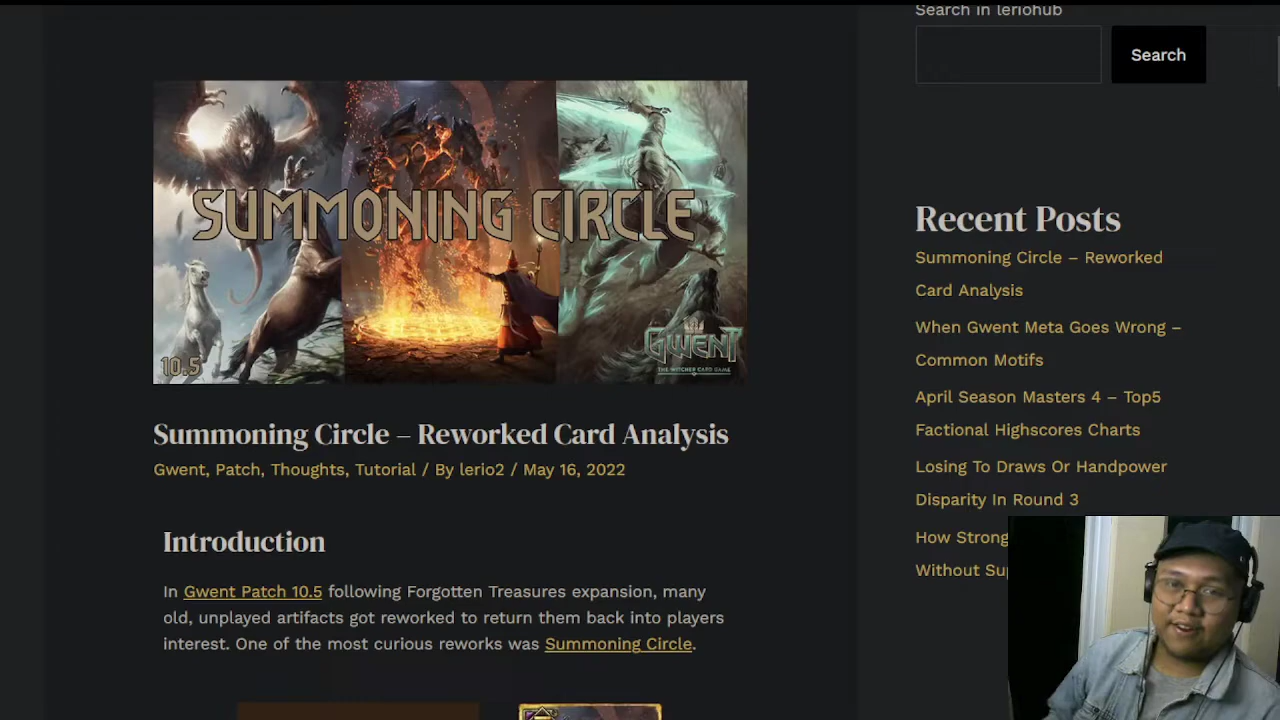 Search in leriohub
Search
SUMMONING CIRCLE
10.5
GWENT
THE WITCHER CARD GAME
Summoning Circle – Reworked Card Analysis
Gwent, Patch, Thoughts, Tutorial / By lerio2 / May 16, 2022
Introduction
In Gwent Patch 10.5 following Forgotten Treasures expansion, many
old, unplayed artifacts got reworked to return them back into players
interest. One of the most curious reworks was Summoning Circle.
Recent Posts
Summoning Circle – Reworked
Card Analysis
When Gwent Meta Goes Wrong –
Common Motifs
April Season Masters 4 – Top5
Factional Highscores Charts
Losing To Draws Or Handpower
Disparity In Round 3
How Strong
Without